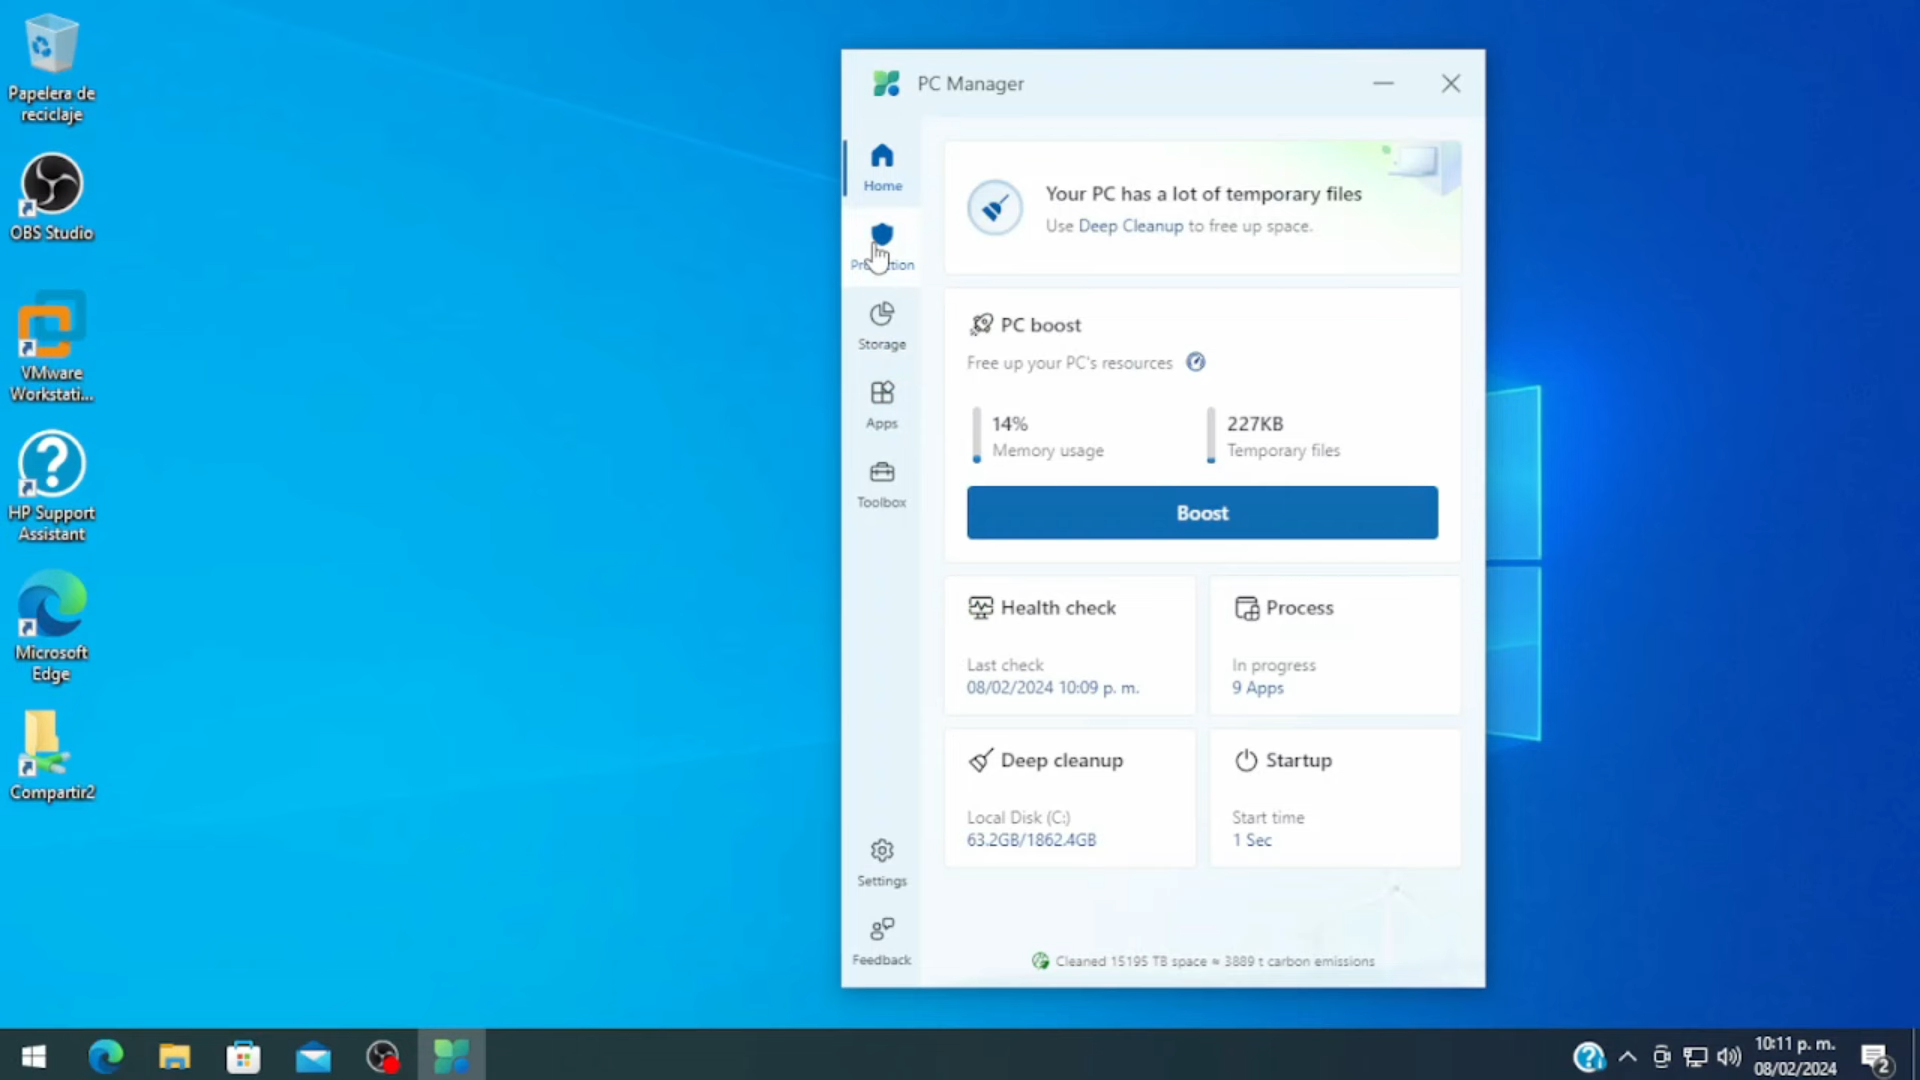 Papelera de
reciclaje
OBS Studio
VMware
Workstati...
HP Support
Assistant
Microsoft
Edge
Compartir2
PC Manager
Home
Storage
Apps
Toolbox
Settings
Feedback
Your PC has a lot of temporary files
Use Deep Cleanup to free up space.
PC boost
Free up your PC's resources
14%
Memory usage
227KB
Temporary files
Boost
Health check
Last check
08/02/2024 10:09 p. m.
Process
In progress
9 Apps
Deep cleanup
Local Disk (C:)
63.2GB/1862.4GB
Startup
Start time
1 Sec
Cleaned 15195 TB space ≈ 3889 t carbon emissions
10:11 p. m.
08/02/2024
2